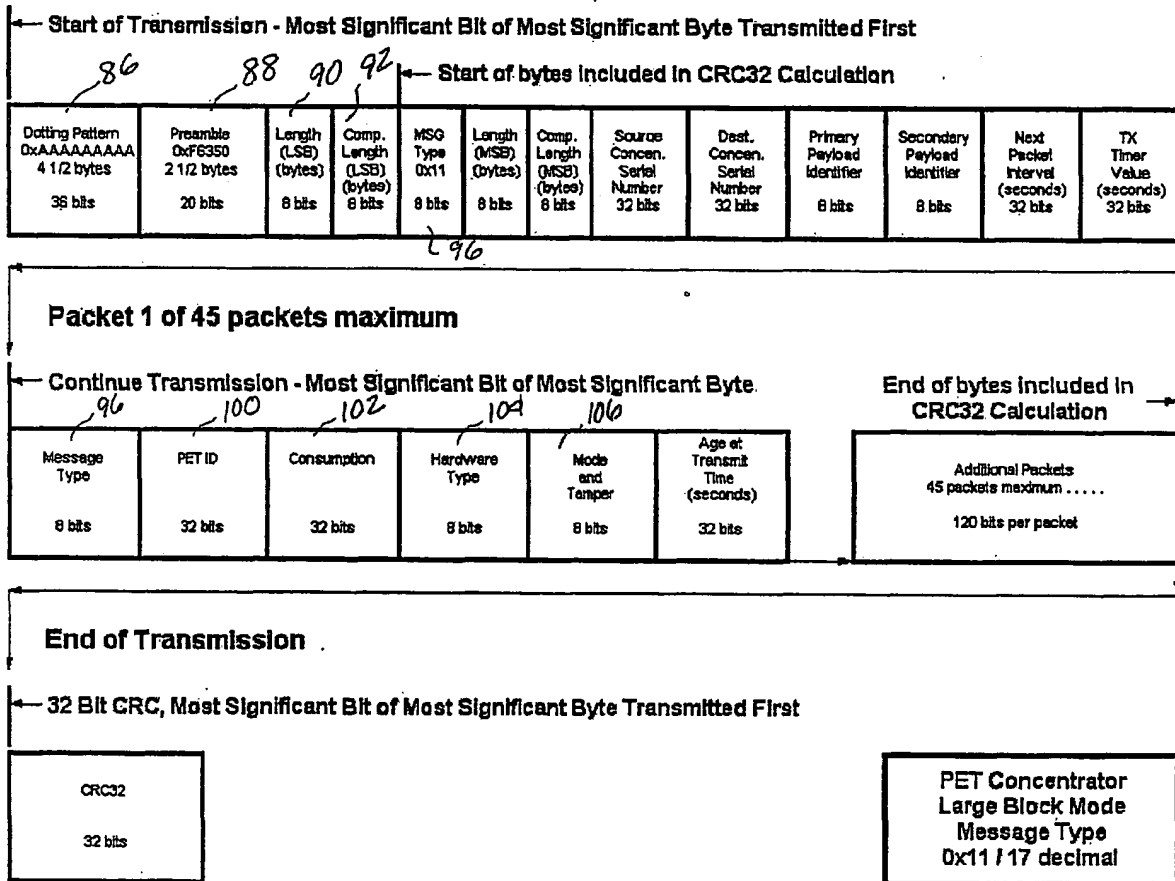 Start of Transmission - Most Significant Bit of Most Significant Byte Transmitted First
86
88
90
92
Start of bytes included in CRC32 Calculation
Dotting Pattern
0xAAAAAAAAA
4 1/2 bytes
36 bits
Preamble
0xF6350
2 1/2 bytes
20 bits
Length
(LSB)
(bytes)
8 bits
Comp.
Length
(LSB)
(bytes)
8 bits
MSG
Type
0x11
8 bits
Length
(MSB)
(bytes)
8 bits
Comp.
Length
(MSB)
(bytes)
8 bits
Source
Concen.
Serial
Number
32 bits
Dest.
Concen.
Serial
Number
32 bits
Primary
Payload
Identifier
8 bits
Secondary
Payload
Identifier
8 bits
Next
Packet
Interval
(seconds)
32 bits
TX
Timer
Value
(seconds)
32 bits
96
Packet 1 of 45 packets maximum
Continue Transmission - Most Significant Bit of Most Significant Byte.
End of bytes included in
CRC32 Calculation
96
100
102
104
106
Message
Type
8 bits
PET ID
32 bits
Consumption
32 bits
Hardware
Type
8 bits
Mode
and
Tamper
8 bits
Age at
Transmit
Time
(seconds)
32 bits
Additional Packets
45 packets maximum .....
120 bits per packet
End of Transmission
32 Bit CRC, Most Significant Bit of Most Significant Byte Transmitted First
CRC32
32 bits
PET Concentrator
Large Block Mode
Message Type
0x11 / 17 decimal